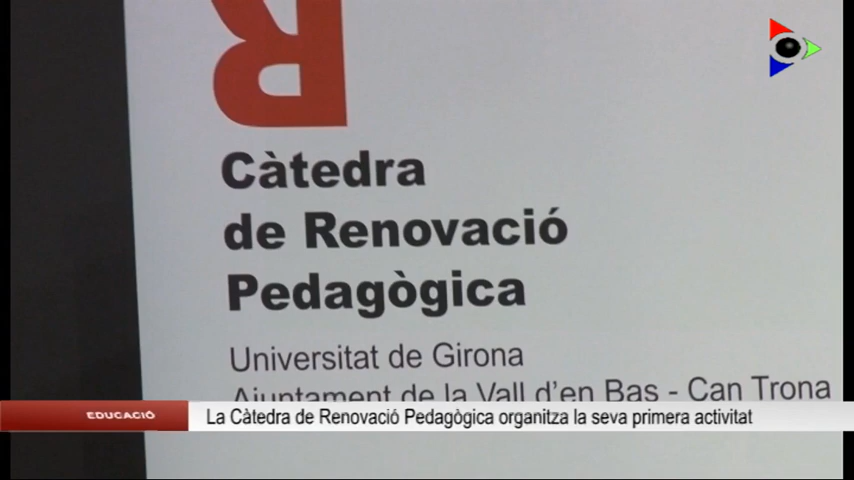 R
Càtedra
de Renovació
Pedagògica
Universitat de Girona
Ajuntament de la Vall d'en Bas - Can Trona
EDUCACIÓ
La Càtedra de Renovació Pedagògica organitza la seva primera activitat